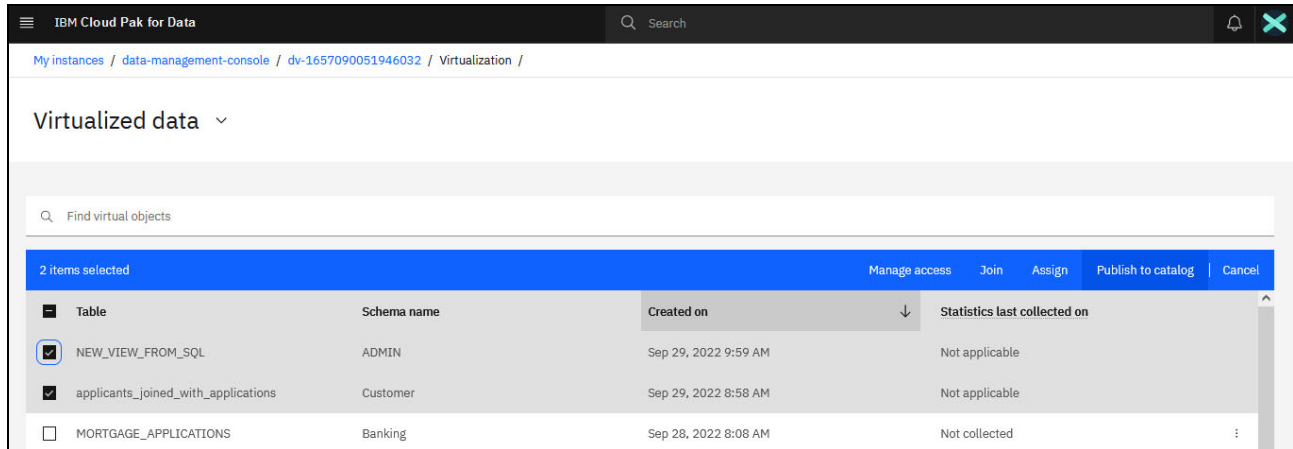 IBM Cloud Pak for Data Search
My instances / data-management-console / dv-1657090051946032 / Virtualization /
Virtualized data
Find virtual objects
2 items selected Manage access Join Assign Publish to catalog | Cancel
Table Schema name Created on Statistics last collected on
NEW_VIEW_FROM_SQL ADMIN Sep 29, 2022 9:59 AM Not applicable
applicants_joined_with_applications Customer Sep 29, 2022 8:58 AM Not applicable
MORTGAGE_APPLICATIONS Banking Sep 28, 2022 8:08 AM Not collected